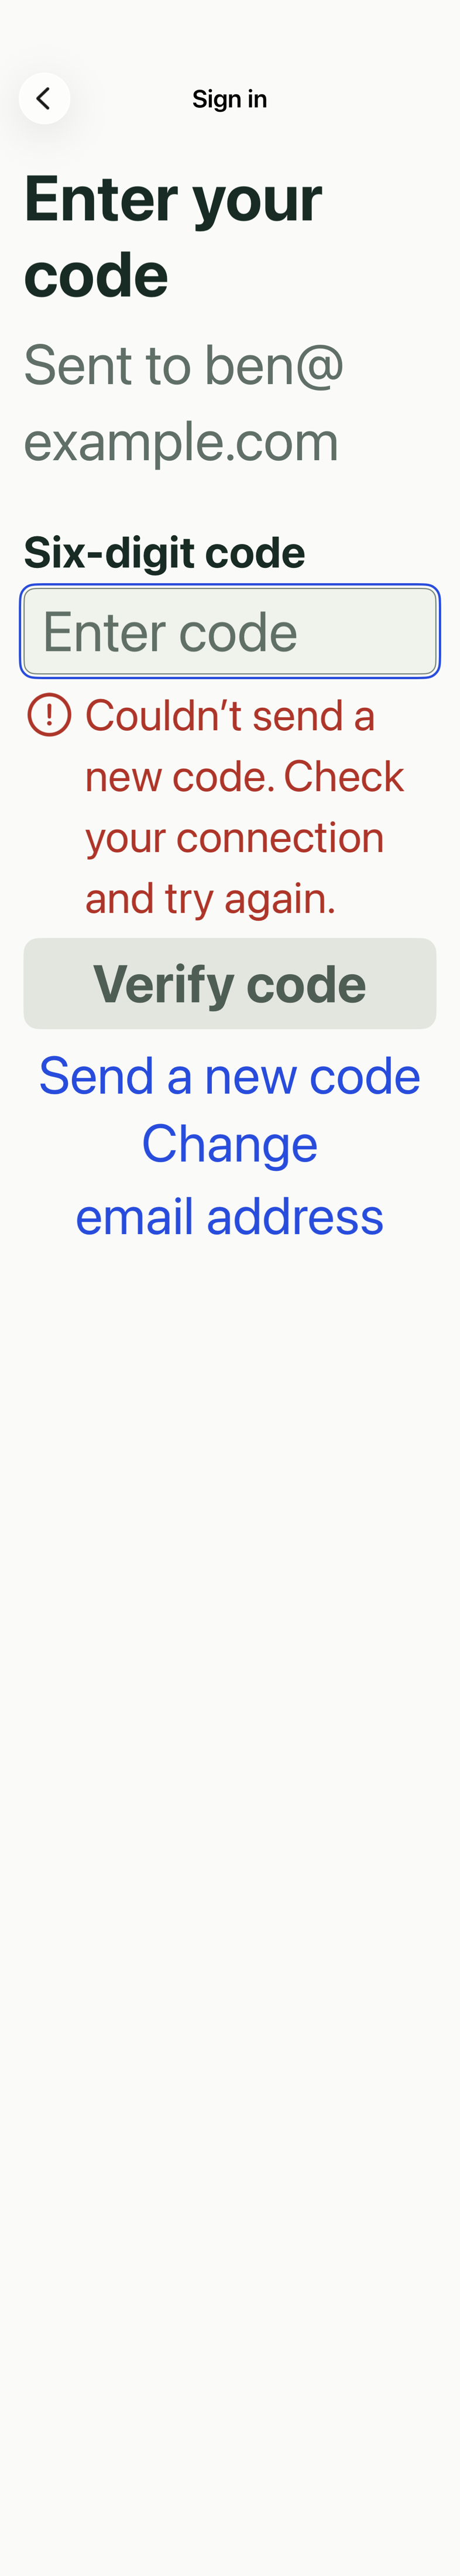 Sign in
Enter your
code
Sent to ben@
example.com
Six-digit code
Enter code
Couldn’t send a
new code. Check
your connection
and try again.
Verify code
Send a new code
Change
email address